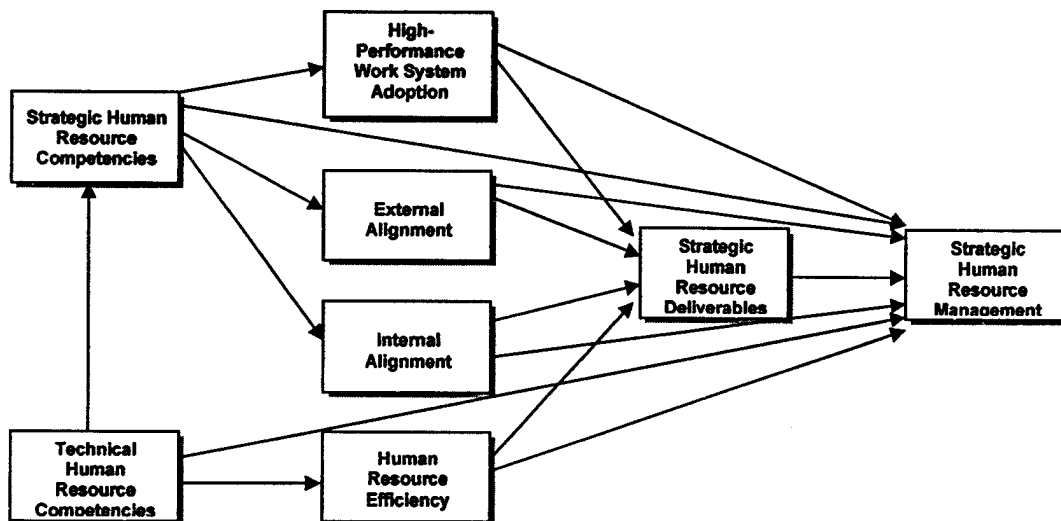 High-
Performance
Work System
Adoption
Strategic Human
Resource
Competencies
External
Alignment
Strategic
Human
Resource
Deliverables
Strategic
Human
Resource
Management
Internal
Alignment
Technical
Human
Resource
Competencies
Human
Resource
Efficiency